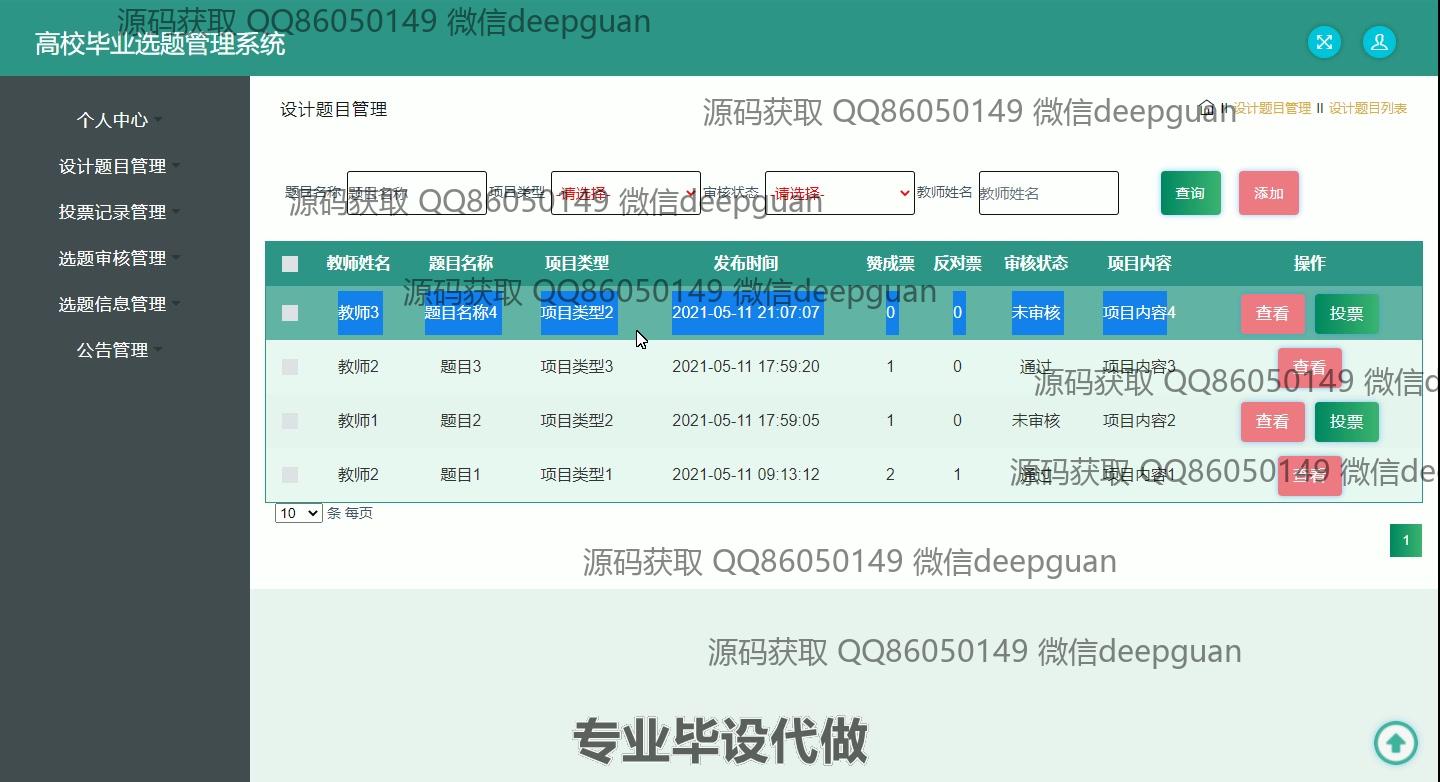 源码获取 QQ86050149 微信deepguan
高校毕业选题管理系统
个人中心
设计题目管理
投票记录管理
选题审核管理
选题信息管理
公告管理
设计题目管理
源码获取 QQ86050149 微信deepguan
II 设计题目管理 II 设计题目列表
题目名称 题目名称 项目类型 -请选择- 审核状态 -请选择- 教师姓名 教师姓名 查询 添加
源码获取 QQ86050149 微信deepguan
教师姓名 题目名称 项目类型 发布时间 赞成票 反对票 审核状态 项目内容 操作
源码获取 QQ86050149 微信deepguan
教师3 题目名称4 项目类型2 2021-05-11 21:07:07 0 0 未审核 项目内容4 查看 投票
教师2 题目3 项目类型3 2021-05-11 17:59:20 1 0 通过 项目内容3 查看
源码获取 QQ86050149 微信d
教师1 题目2 项目类型2 2021-05-11 17:59:05 1 0 未审核 项目内容2 查看 投票
教师2 题目1 项目类型1 2021-05-11 09:13:12 2 1 通过 项目内容1 查看
源码获取 QQ86050149 微信de
10 条 每页
1
源码获取 QQ86050149 微信deepguan
源码获取 QQ86050149 微信deepguan
专业毕设代做